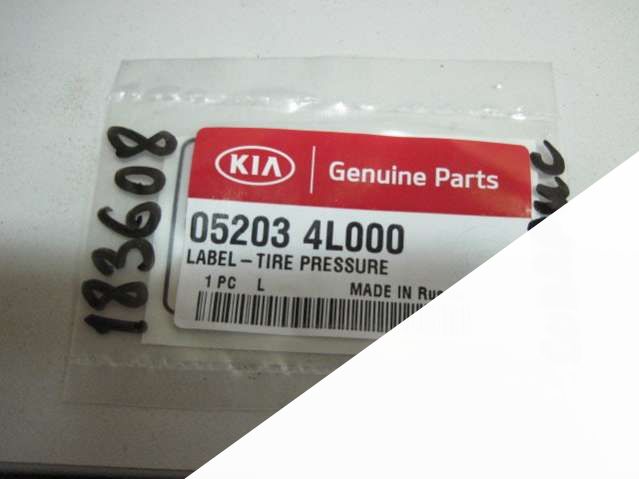 KIA Genuine Parts
05203 4L000
LABEL-TIRE PRESSURE
1 PC L MADE IN
183608